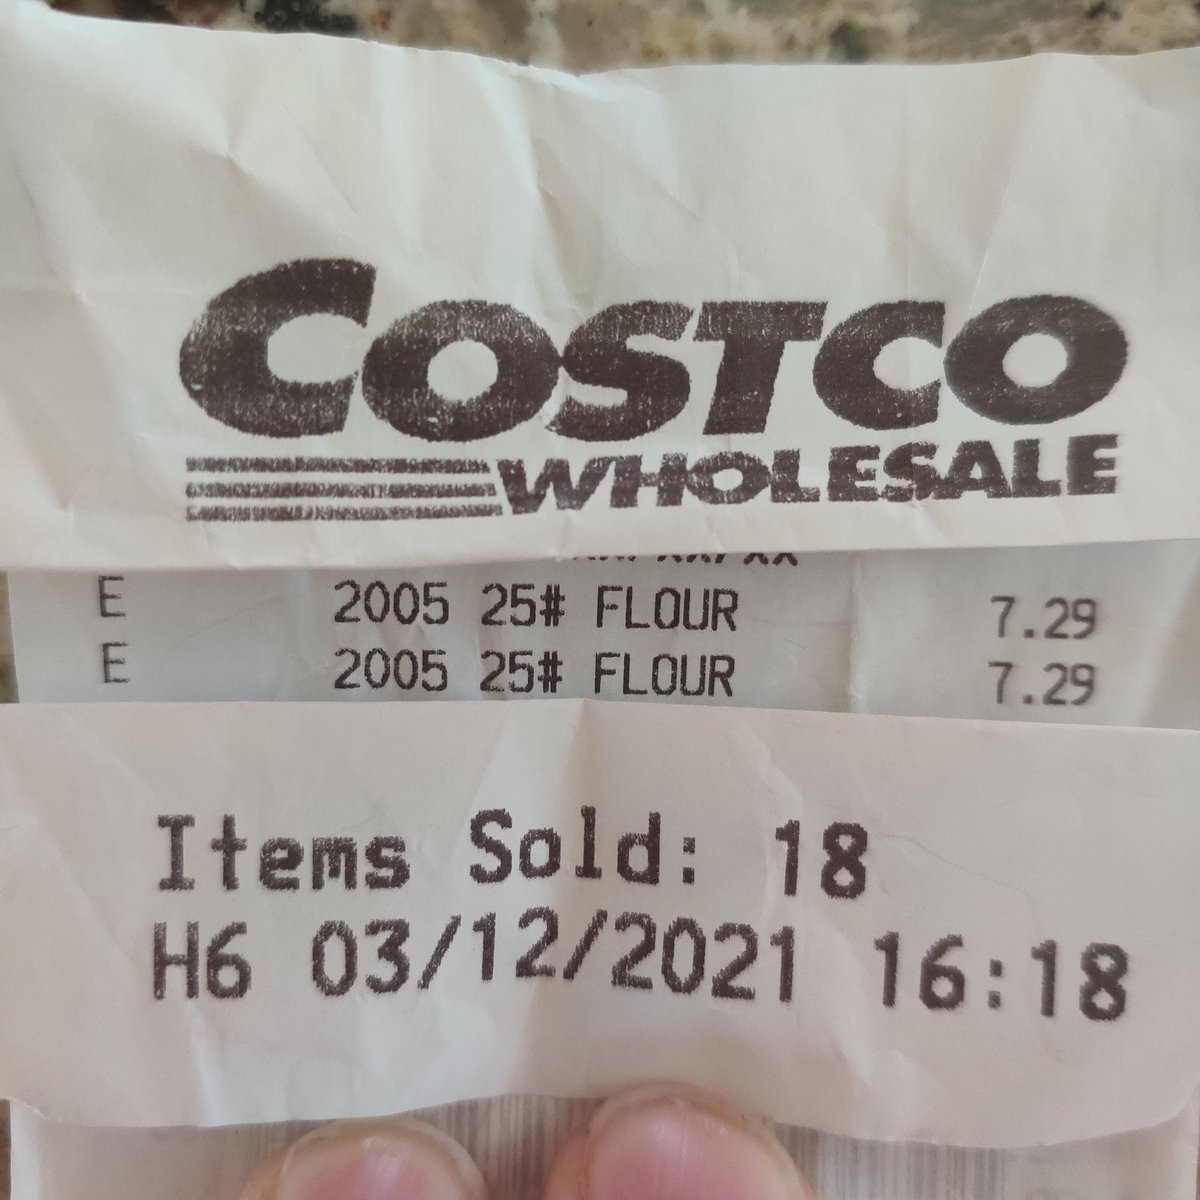 COSTCO
WHOLESALE
E 2005 25# FLOUR 7.29
E 2005 25# FLOUR 7.29
Items Sold: 18
H6 03/12/2021 16:18